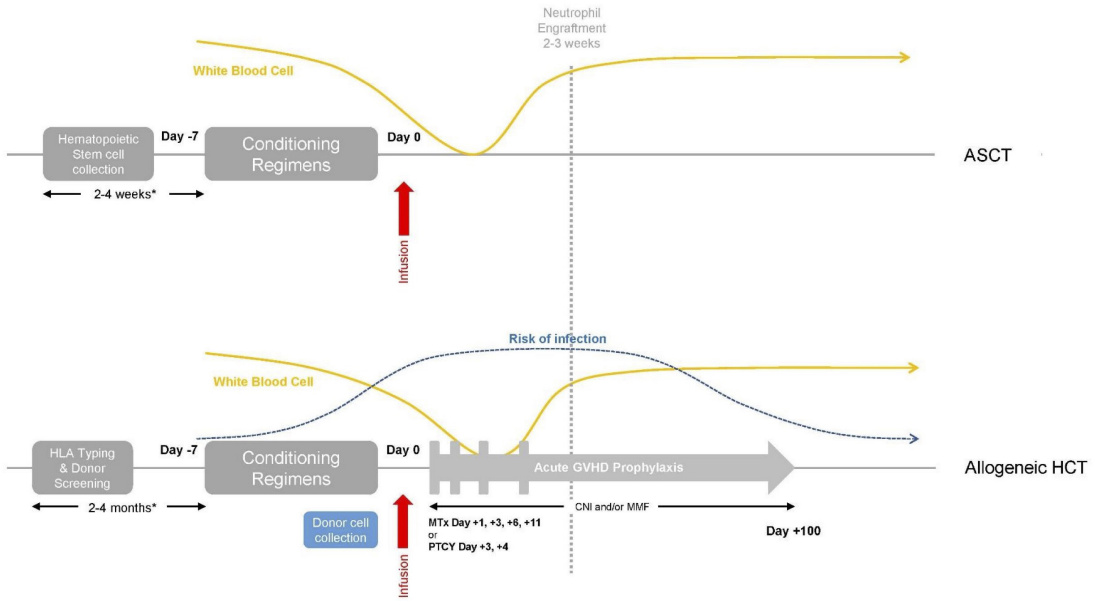 Neutrophil
Engraftment
2-3 weeks
White Blood Cell
Hematopoietic
Stem cell
collection
Day -7
Conditioning
Regimens
Day 0
ASCT
2-4 weeks*
Infusion
Risk of infection
White Blood Cell
HLA Typing
& Donor
Screening
Day -7
Conditioning
Regimens
Day 0
Acute GVHD Prophylaxis
Allogeneic HCT
2-4 months*
Donor cell
collection
Infusion
CNI and/or MMF
MTx Day +1, +3, +6, +11
or
PTCY Day +3, +4
Day +100